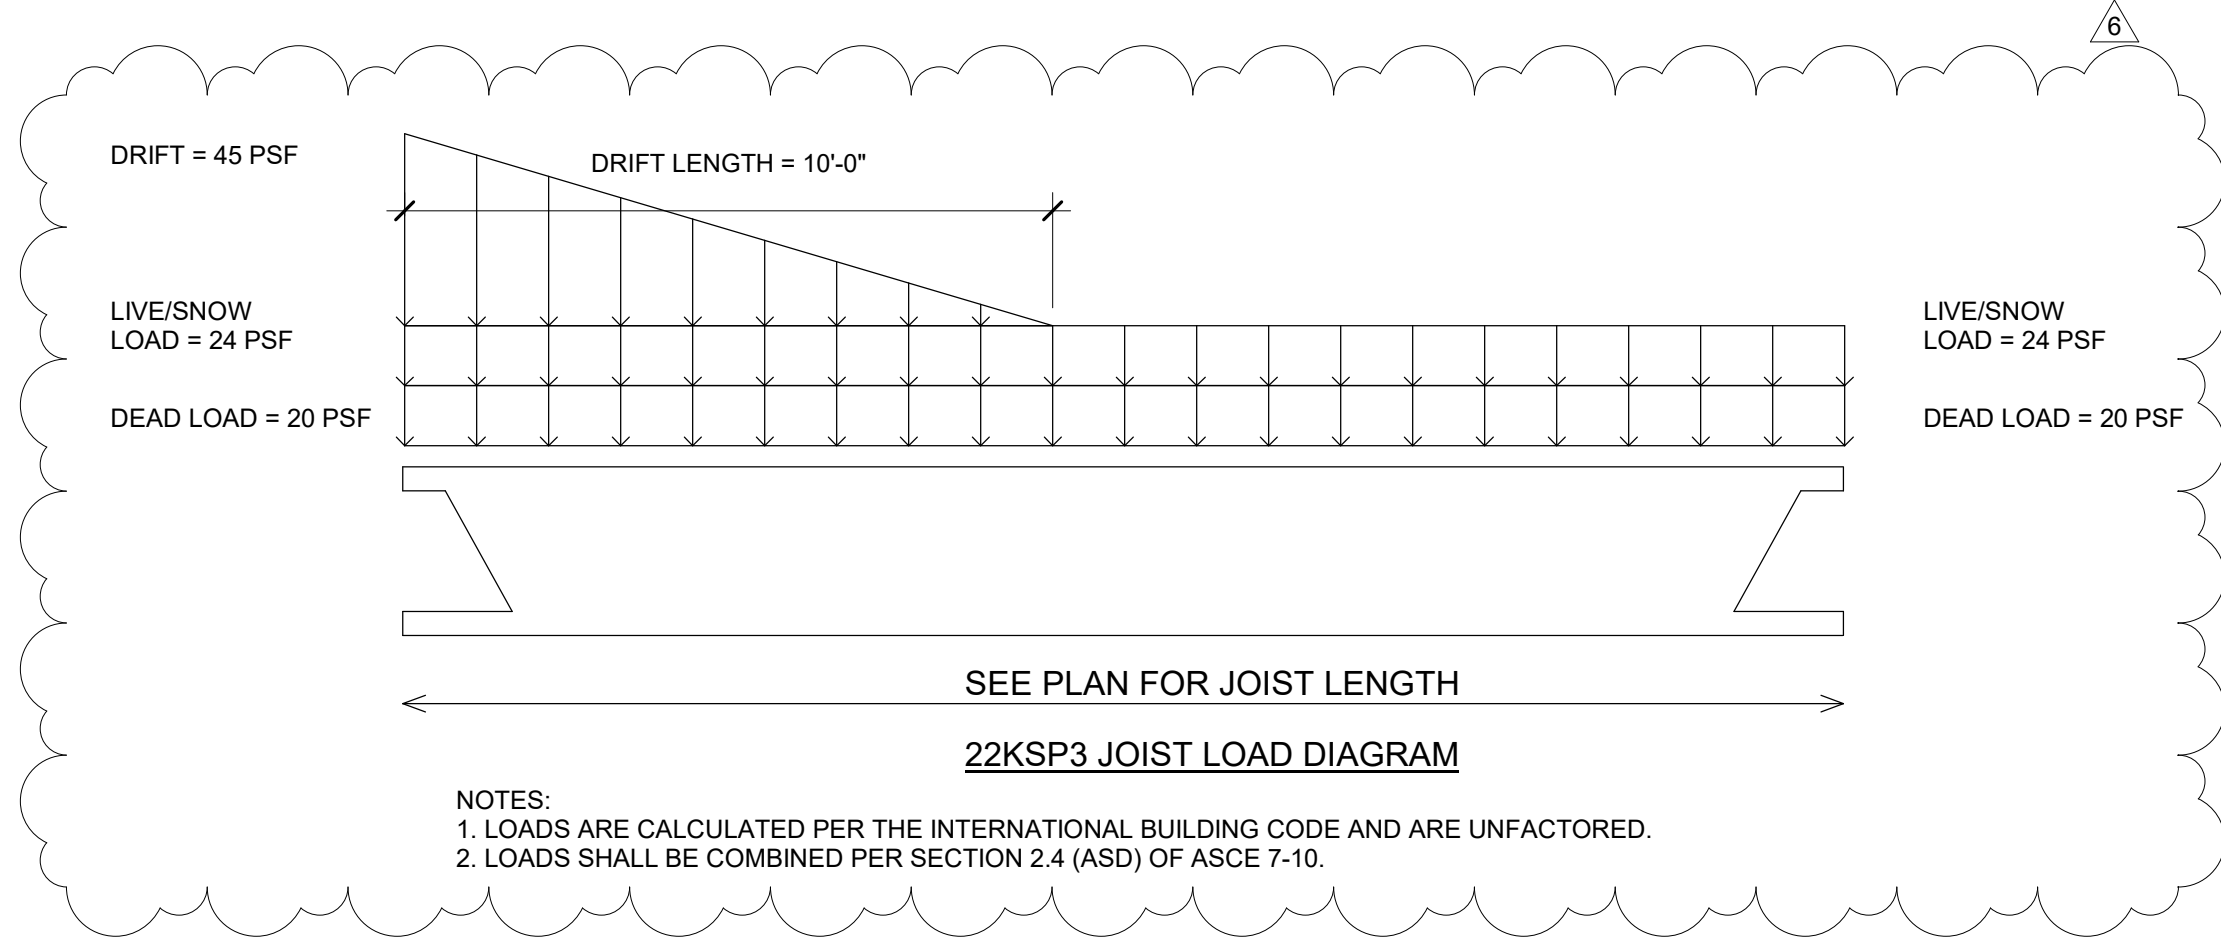 6
DRIFT = 45 PSF
DRIFT LENGTH = 10'-0"
LIVE/SNOW
LOAD = 24 PSF
DEAD LOAD = 20 PSF
LIVE/SNOW
LOAD = 24 PSF
DEAD LOAD = 20 PSF
SEE PLAN FOR JOIST LENGTH
22KSP3 JOIST LOAD DIAGRAM
NOTES:
1. LOADS ARE CALCULATED PER THE INTERNATIONAL BUILDING CODE AND ARE UNFACTORED.
2. LOADS SHALL BE COMBINED PER SECTION 2.4 (ASD) OF ASCE 7-10.